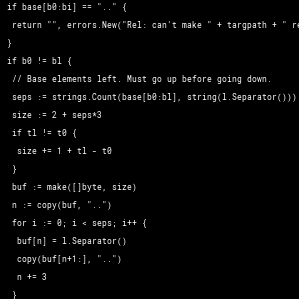 if base[b0:bi] == ".." {
return "", errors.New("Rel: can't make " + targpath + "
}
if b0 != bl {
// Base elements left. Must go up before going down.
seps := strings.Count(base[b0:bl], string(l.Separator()))
size := 2 + seps*3
if tl != t0 {
size += 1 + tl - t0
}
buf := make([]byte, size)
n := copy(buf, "..")
for i := 0; i < seps; i++ {
buf[n] = l.Separator()
copy(buf[n+1:], "..")
n += 3
}